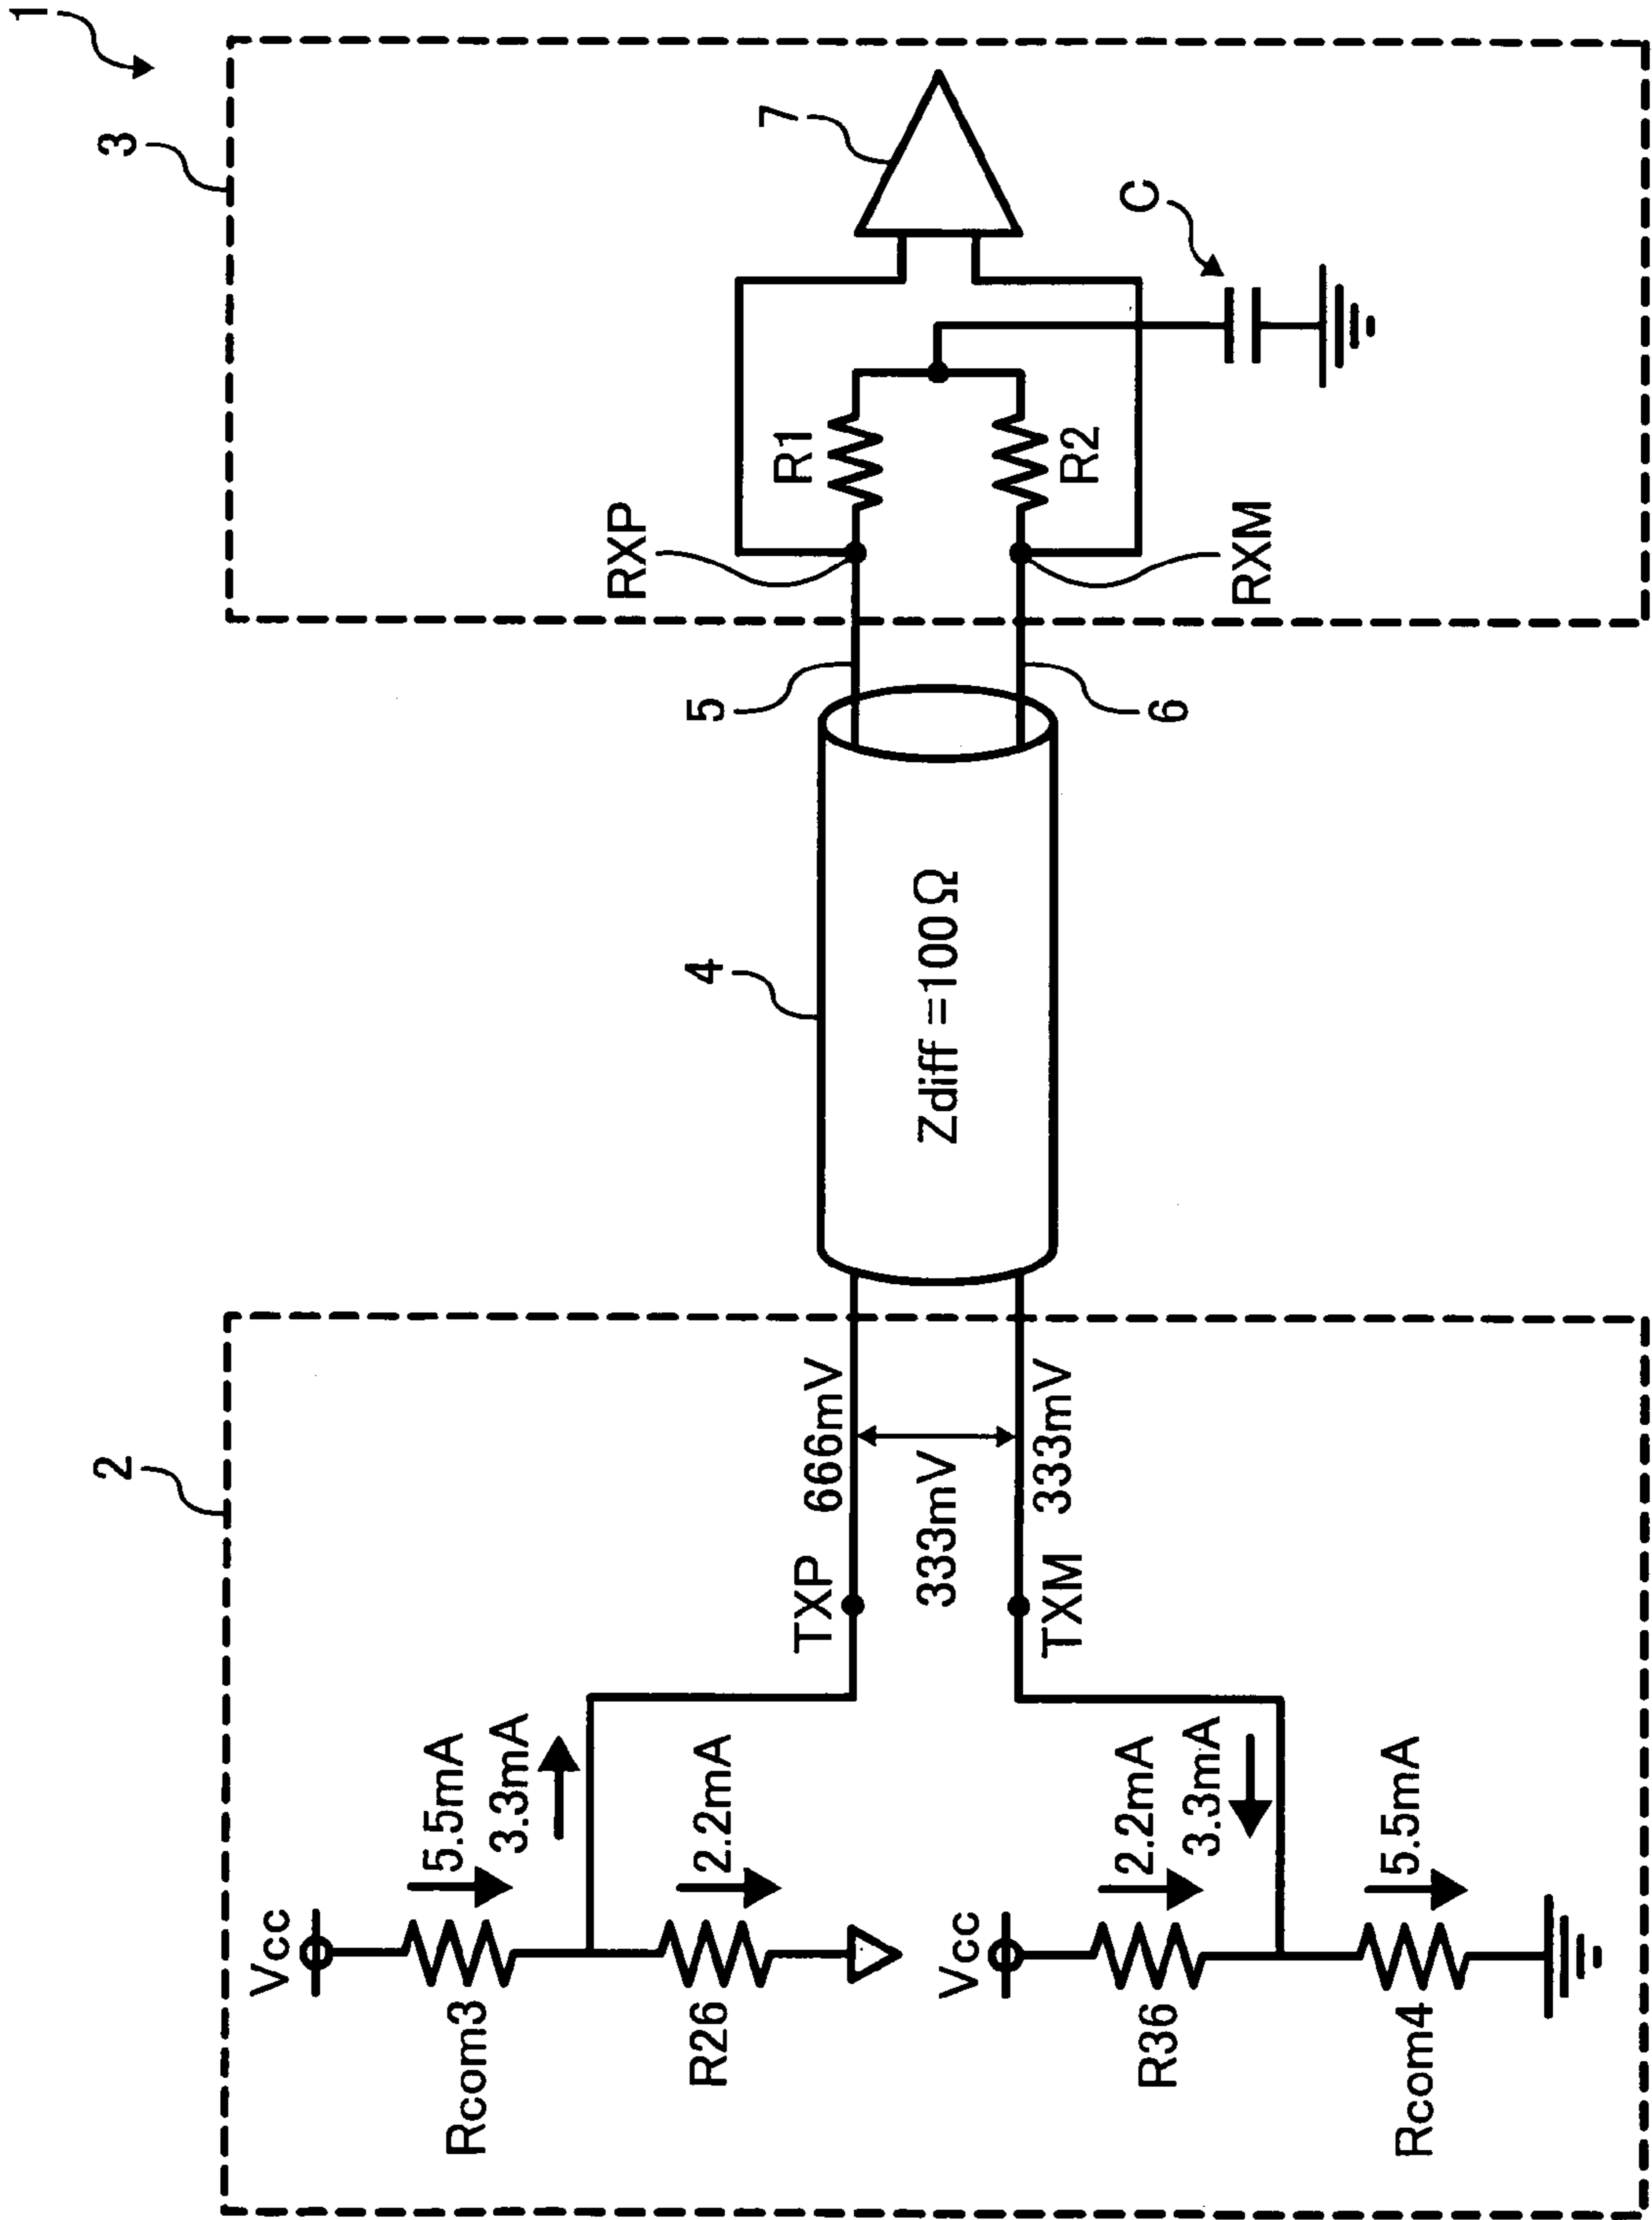 1
3
2
Vcc
Rcom3
5.5mA
3.3mA
R26
2.2mA
TXP
666mV
333mV
TXM
333mV
Vcc
R36
2.2mA
3.3mA
Rcom4
5.5mA
4
Zdiff =100Ω
5
6
RXP
R1
R2
RXM
7
C